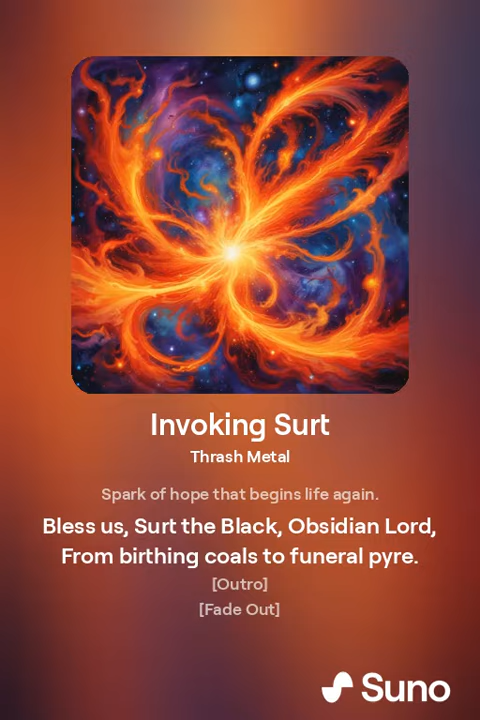 Invoking Surt
Thrash Metal
Spark of hope that begins life again.
Bless us, Surt the Black, Obsidian Lord,
From birthing coals to funeral pyre.
[Outro]
[Fade Out]
Suno